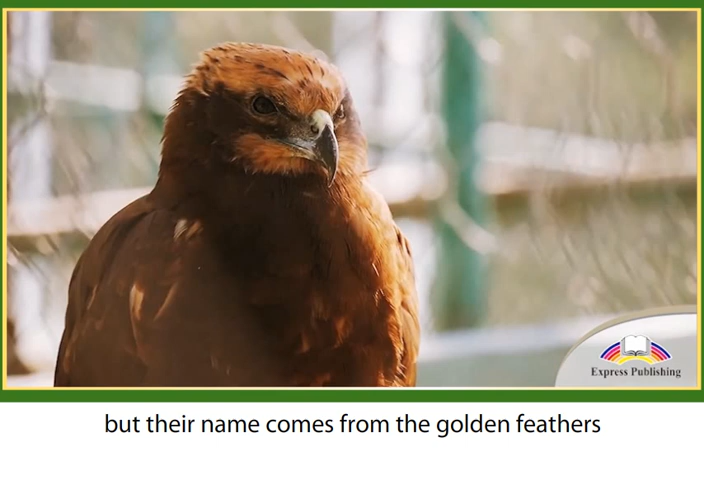 Express Publishing
but their name comes from the golden feathers